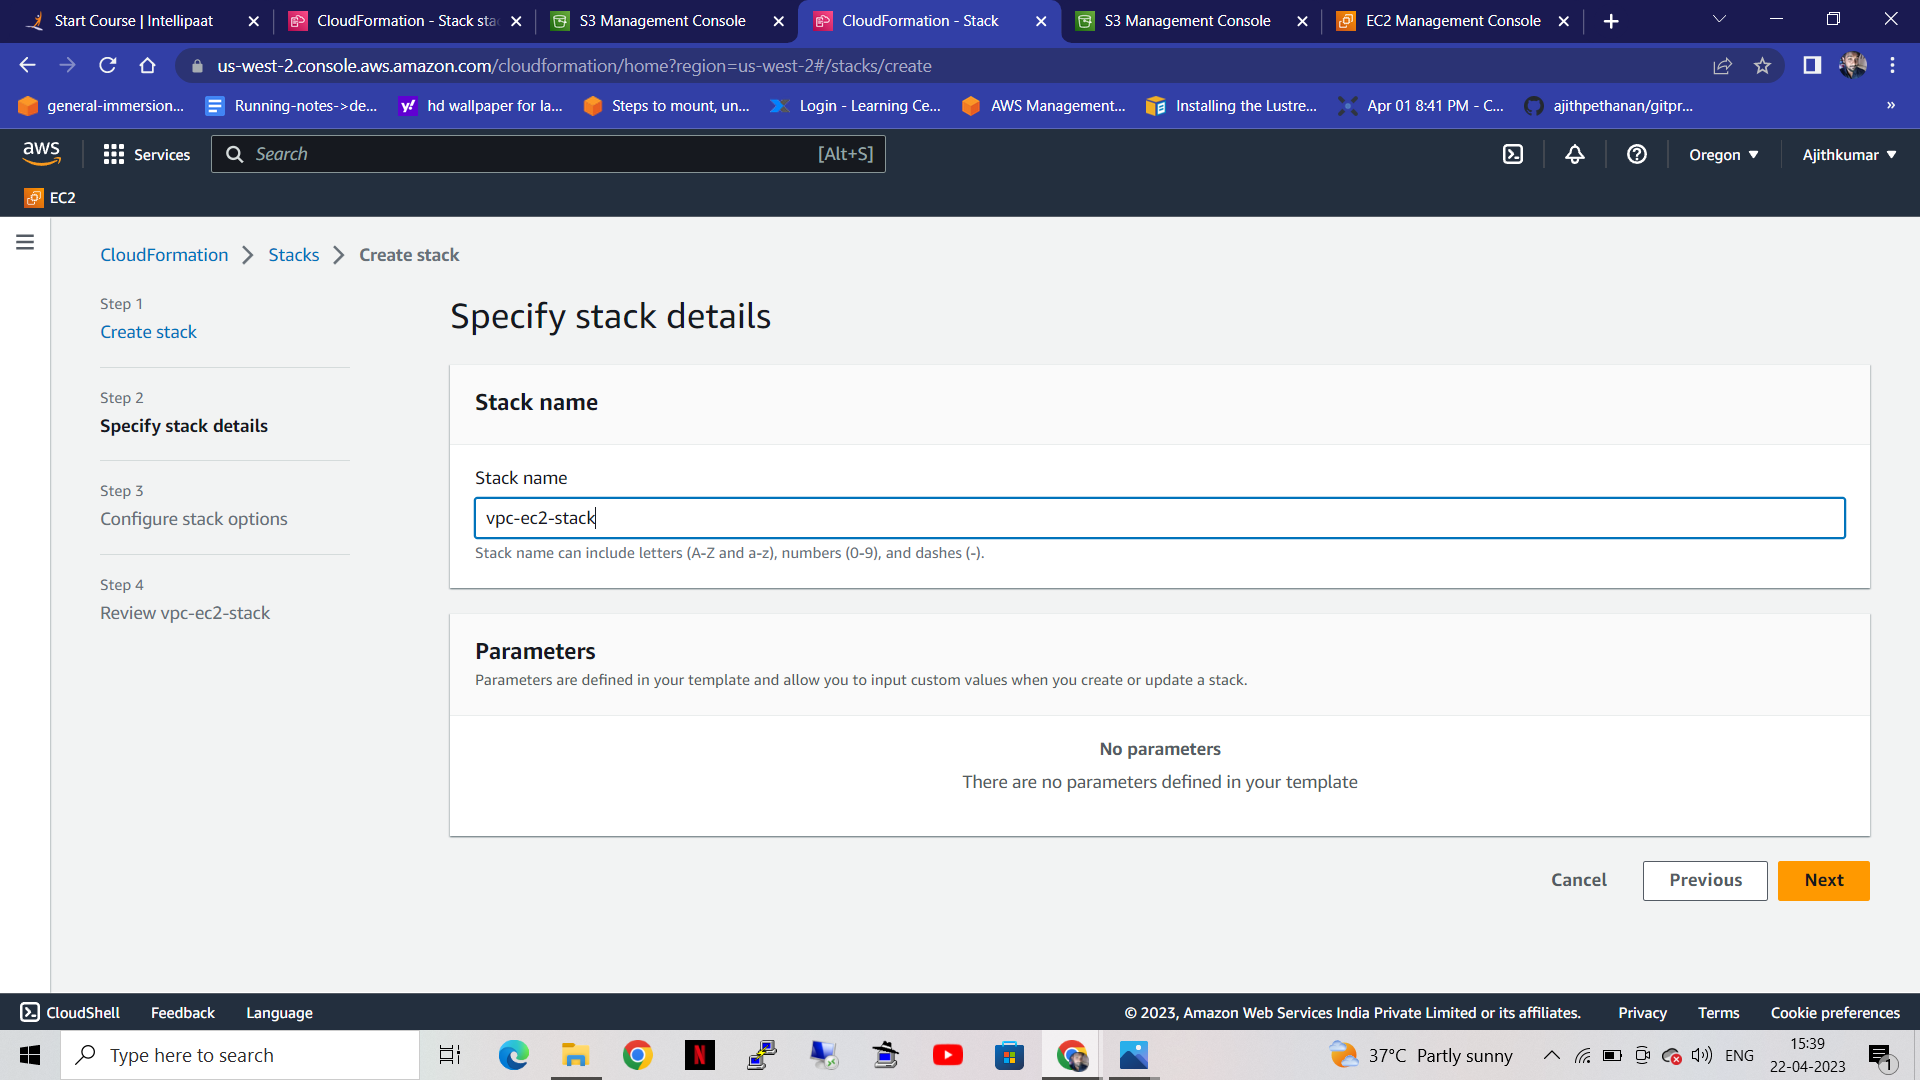 Start Course | Intellipaat
CloudFormation - Stack sta
S3 Management Console
CloudFormation - Stack
S3 Management Console
EC2 Management Console
us-west-2.console.aws.amazon.com/cloudformation/home?region=us-west-2#/stacks/create
general-immersion...
Running-notes->de...
hd wallpaper for la...
Steps to mount, un...
Login - Learning Ce...
AWS Management...
Installing the Lustre...
Apr 01 8:41 PM - C...
ajithpethanan/gitpr...
»
aws
Services
Search
[Alt+S]
Oregon
Ajithkumar
EC2
CloudFormation
Stacks
Create stack
Step 1
Create stack
Step 2
Specify stack details
Step 3
Configure stack options
Step 4
Review vpc-ec2-stack
Specify stack details
Stack name
Stack name
vpc-ec2-stack
Stack name can include letters (A-Z and a-z), numbers (0-9), and dashes (-).
Parameters
Parameters are defined in your template and allow you to input custom values when you create or update a stack.
No parameters
There are no parameters defined in your template
Cancel
Previous
Next
CloudShell
Feedback
Language
© 2023, Amazon Web Services India Private Limited or its affiliates.
Privacy
Terms
Cookie preferences
Type here to search
37°C Partly sunny
ENG
15:39
22-04-2023
1